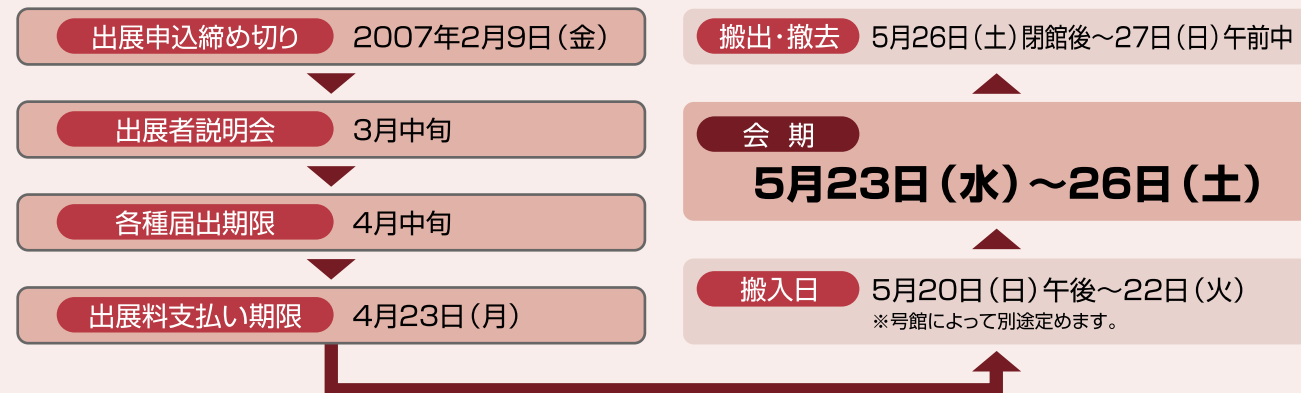 出展申込締め切り 2007年2月9日(金)
出展者説明会 3月中旬
各種届出期限 4月中旬
出展料支払い期限 4月23日(月)
搬入日 5月20日(日)午後～22日(火)
※号館によって別途定めます。
会 期
5月23日(水)～26日(土)
搬出・撤去 5月26日(土)閉館後～27日(日)午前中